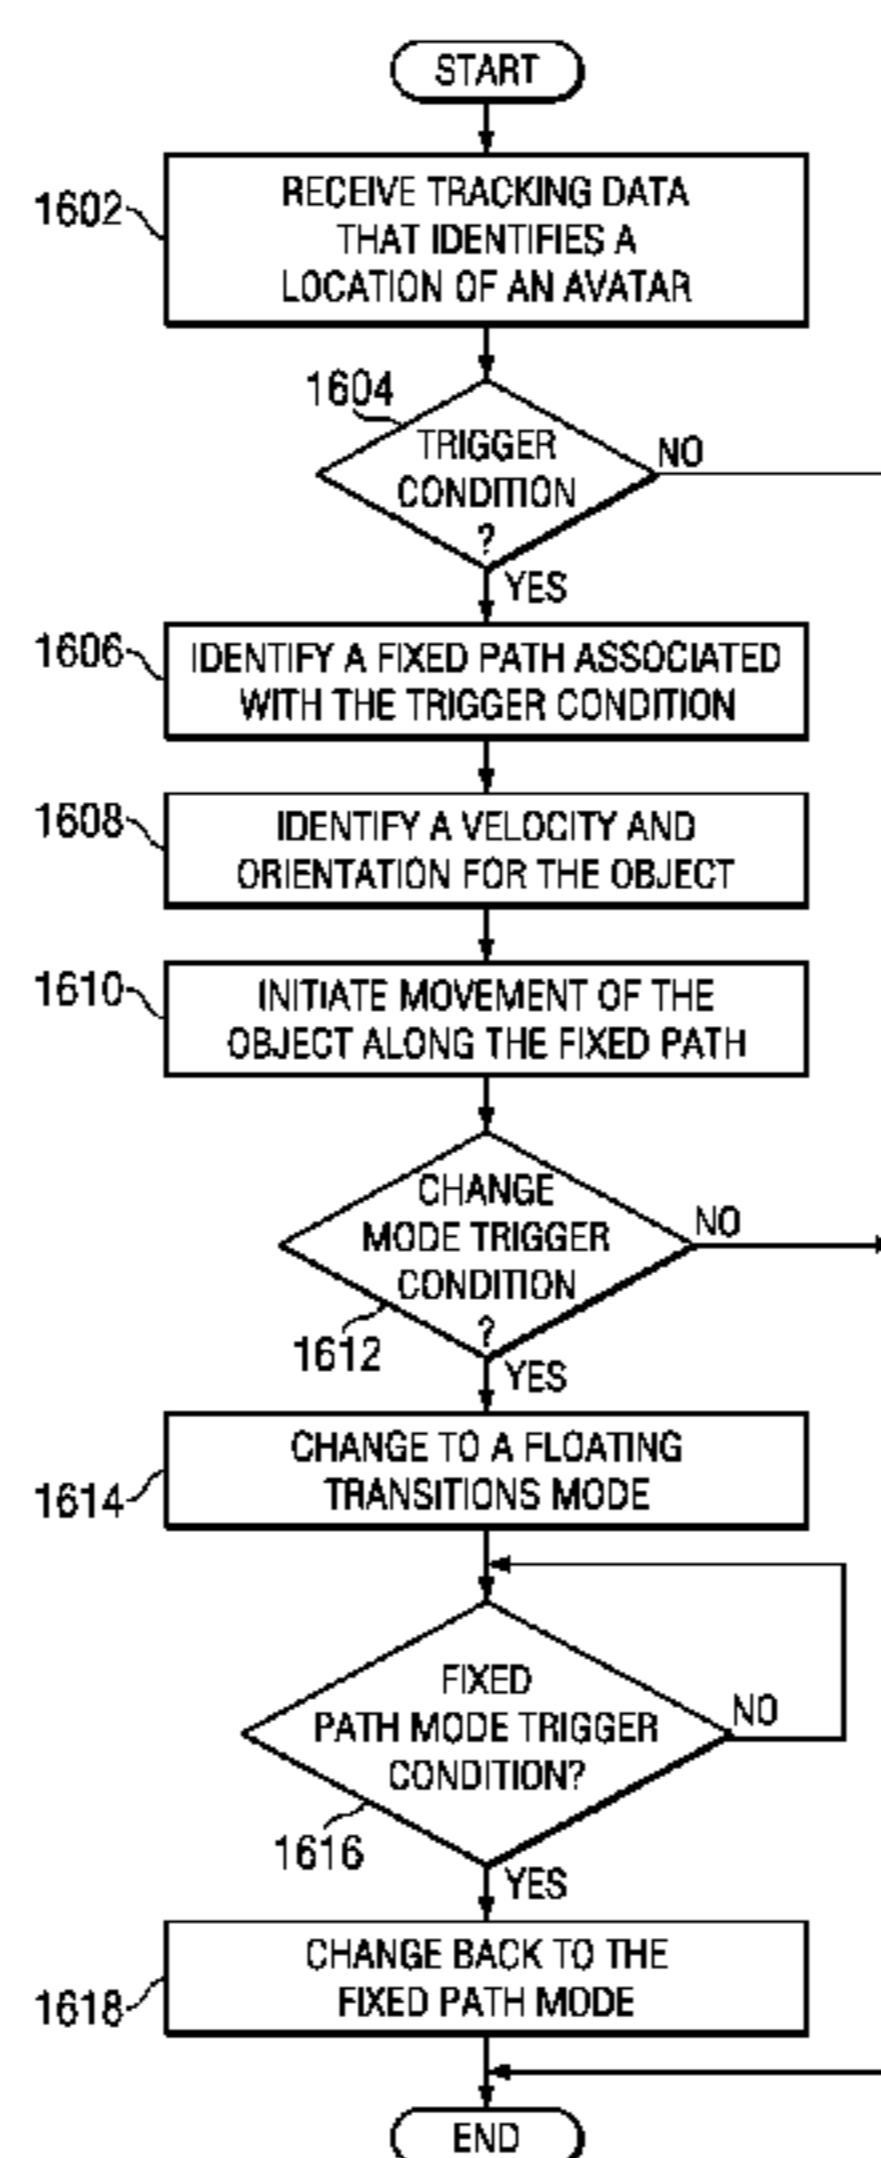 START
1602
RECEIVE TRACKING DATA
THAT IDENTIFIES A
LOCATION OF AN AVATAR
1604
TRIGGER
CONDITION
?
NO
YES
1606
IDENTIFY A FIXED PATH ASSOCIATED
WITH THE TRIGGER CONDITION
1608
IDENTIFY A VELOCITY AND
ORIENTATION FOR THE OBJECT
1610
INITIATE MOVEMENT OF THE
OBJECT ALONG THE FIXED PATH
CHANGE
MODE TRIGGER
CONDITION
?
NO
1612
YES
CHANGE TO A FLOATING
TRANSITIONS MODE
1614
FIXED
PATH MODE TRIGGER
CONDITION?
NO
1616
YES
CHANGE BACK TO THE
FIXED PATH MODE
1618
END